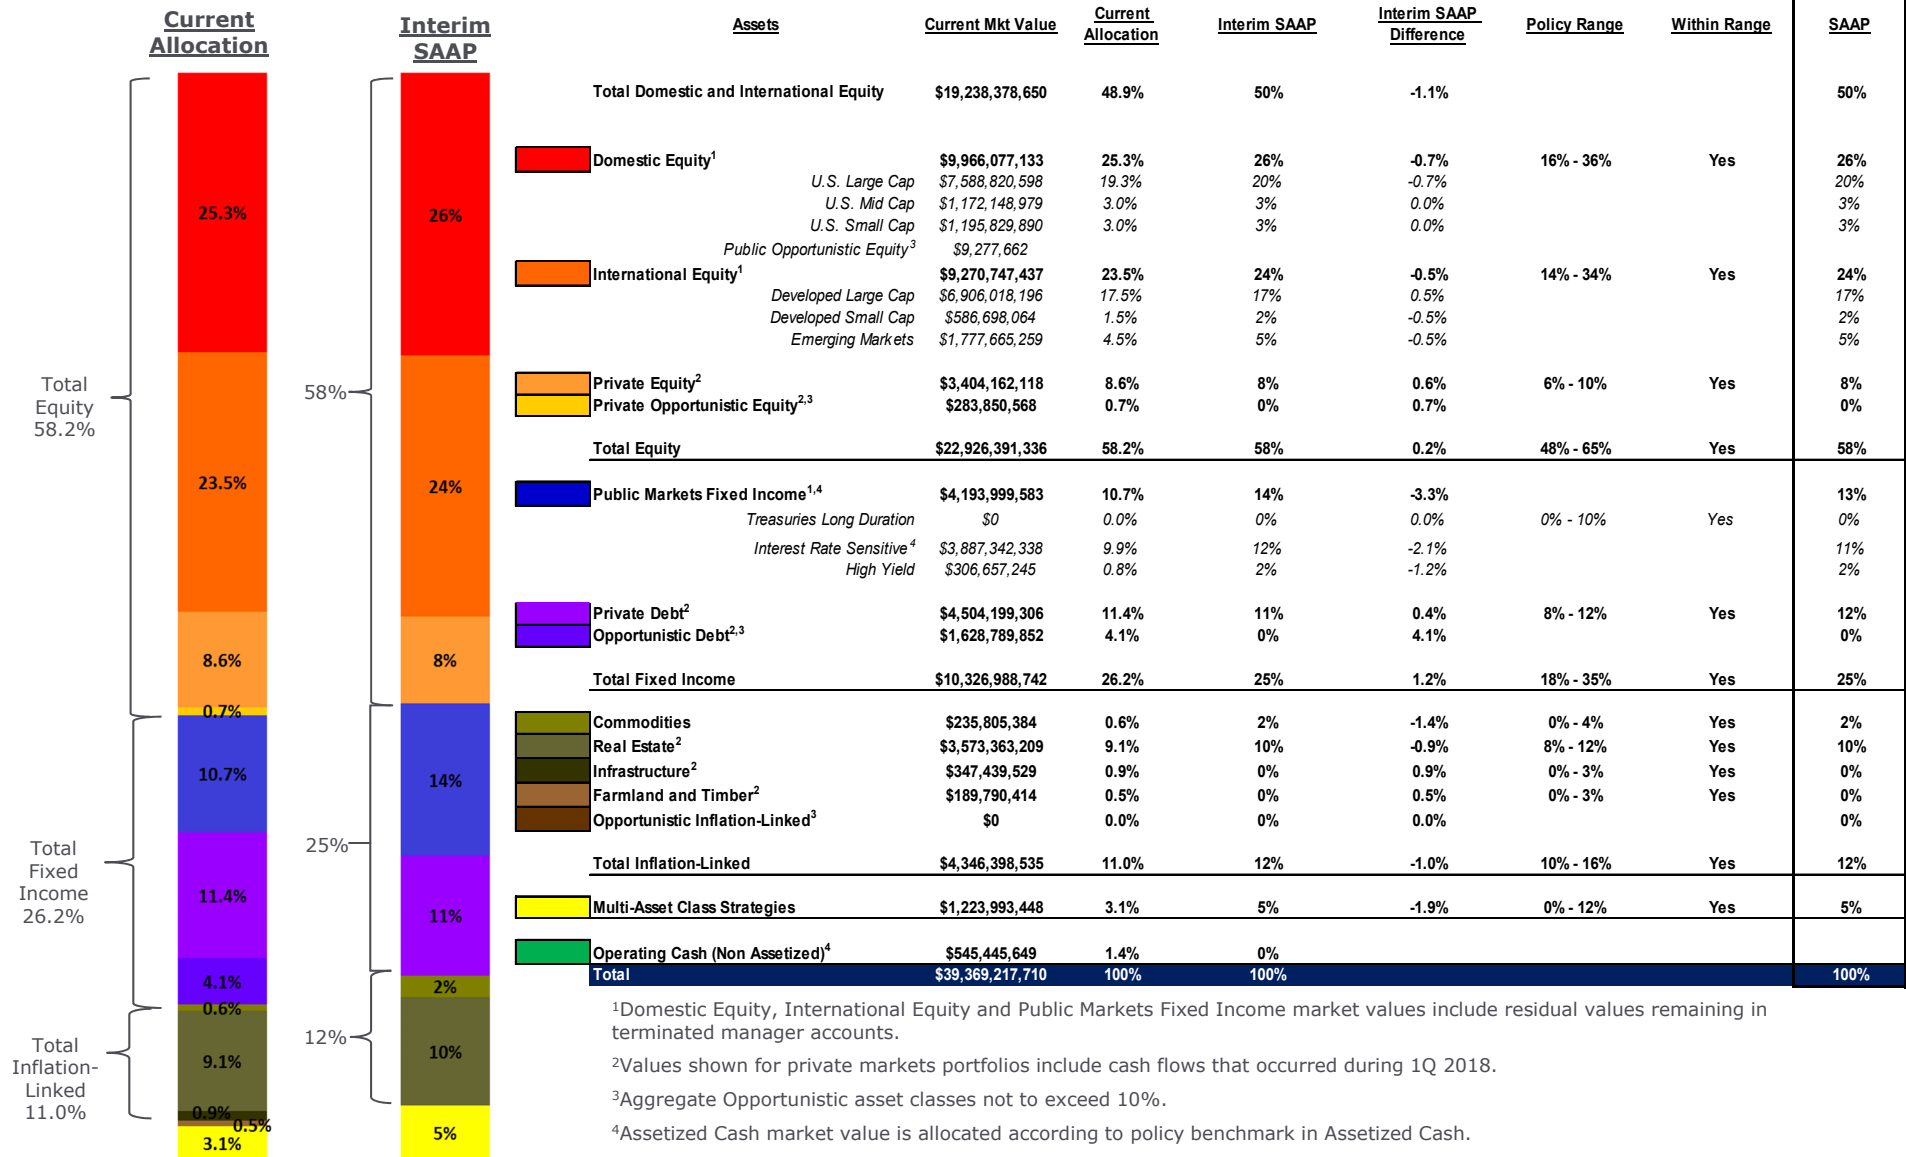 Current
Allocation
Interim
SAAP
Total
Equity
58.2%
Total
Fixed
Income
26.2%
Total
Inflation-
Linked
11.0%
25.3%
23.5%
8.6%
0.7%
10.7%
11.4%
4.1%
0.6%
9.1%
0.9%
0.5%
3.1%
58%
25%
12%
26%
24%
8%
14%
11%
2%
10%
5%
Assets Current Mkt Value Current Allocation Interim SAAP Interim SAAP Difference Policy Range Within Range SAAP
Total Domestic and International Equity $19,238,378,650 48.9% 50% -1.1% 50%
Domestic Equity¹ $9,966,077,133 25.3% 26% -0.7% 16% - 36% Yes 26%
U.S. Large Cap $7,588,820,598 19.3% 20% -0.7% 20%
U.S. Mid Cap $1,172,148,979 3.0% 3% 0.0% 3%
U.S. Small Cap $1,195,829,890 3.0% 3% 0.0% 3%
Public Opportunistic Equity³ $9,277,662
International Equity¹ $9,270,747,437 23.5% 24% -0.5% 14% - 34% Yes 24%
Developed Large Cap $6,906,018,196 17.5% 17% 0.5% 17%
Developed Small Cap $586,698,064 1.5% 2% -0.5% 2%
Emerging Markets $1,777,665,259 4.5% 5% -0.5% 5%
Private Equity² $3,404,162,118 8.6% 8% 0.6% 6% - 10% Yes 8%
Private Opportunistic Equity²,³ $283,850,568 0.7% 0% 0.7% 0%
Total Equity $22,926,391,336 58.2% 58% 0.2% 48% - 65% Yes 58%
Public Markets Fixed Income¹,⁴ $4,193,999,583 10.7% 14% -3.3% 13%
Treasuries Long Duration $0 0.0% 0% 0.0% 0% - 10% Yes 0%
Interest Rate Sensitive⁴ $3,887,342,338 9.9% 12% -2.1% 11%
High Yield $306,657,245 0.8% 2% -1.2% 2%
Private Debt² $4,504,199,306 11.4% 11% 0.4% 8% - 12% Yes 12%
Opportunistic Debt²,³ $1,628,789,852 4.1% 0% 4.1% 0%
Total Fixed Income $10,326,988,742 26.2% 25% 1.2% 18% - 35% Yes 25%
Commodities $235,805,384 0.6% 2% -1.4% 0% - 4% Yes 2%
Real Estate² $3,573,363,209 9.1% 10% -0.9% 8% - 12% Yes 10%
Infrastructure² $347,439,529 0.9% 0% 0.9% 0% - 3% Yes 0%
Farmland and Timber² $189,790,414 0.5% 0% 0.5% 0% - 3% Yes 0%
Opportunistic Inflation-Linked³ $0 0.0% 0% 0.0% 0%
Total Inflation-Linked $4,346,398,535 11.0% 12% -1.0% 10% - 16% Yes 12%
Multi-Asset Class Strategies $1,223,993,448 3.1% 5% -1.9% 0% - 12% Yes 5%
Operating Cash (Non Assetized)⁴ $545,445,649 1.4% 0%
Total $39,369,217,710 100% 100% 100%
¹Domestic Equity, International Equity and Public Markets Fixed Income market values include residual values remaining in
terminated manager accounts.
²Values shown for private markets portfolios include cash flows that occurred during 1Q 2018.
³Aggregate Opportunistic asset classes not to exceed 10%.
⁴Assetized Cash market value is allocated according to policy benchmark in Assetized Cash.